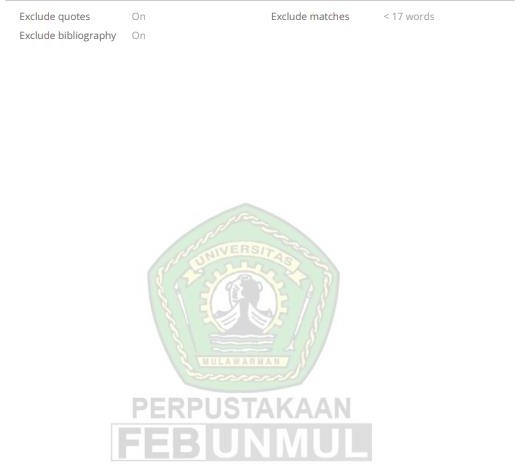 Exclude quotes On Exclude matches < 17 words
Exclude bibliography On
UNIVERSITAS
MULAWARMAN
PERPUSTAKAAN
FEB UNMUL